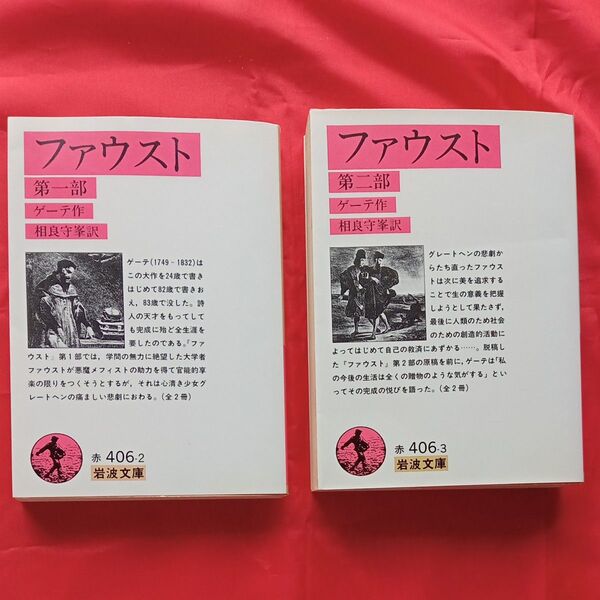 ファウスト
第一部
ゲーテ作
相良守峯訳
ゲーテ(1749-1832)は
この大作を24歳で書き
はじめて82歳で書きお
え,83歳で没した。詩
人の天才をもってして
も完成に殆ど全生涯を
要したのである。『ファ
ウスト』第1部では,学問の無力に絶望した大学者
ファウストが悪魔メフィストの助力を得て官能的享
楽の限りをつくそうとするが,それは心清き少女グ
レートヘンの痛ましい悲劇におわる。(全2冊)
赤 406-2
岩波文庫
ファウスト
第二部
ゲーテ作
相良守峯訳
グレートヘンの悲劇か
らたち直ったファウス
トは次に美を追求する
ことで生の意義を把握
しようとして果たさず,
最後に人類のため社会
のための創造的活動に
よってはじめて自己の救済にあずかる……。脱稿し
た『ファウスト』第2部の原稿を前に,ゲーテは「私
の今後の生活は全くの贈物のような気がする」とい
ってその完成の悦びを語った。(全2冊)
赤 406-3
岩波文庫